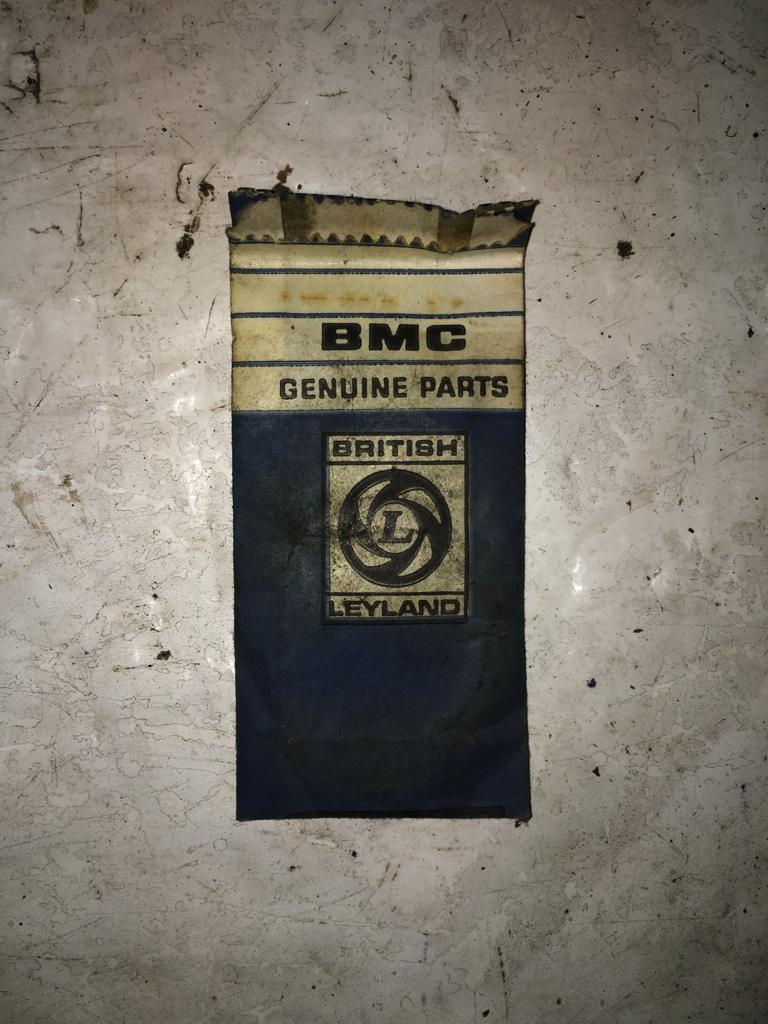 BMC
GENUINE PARTS
BRITISH
L
LEYLAND